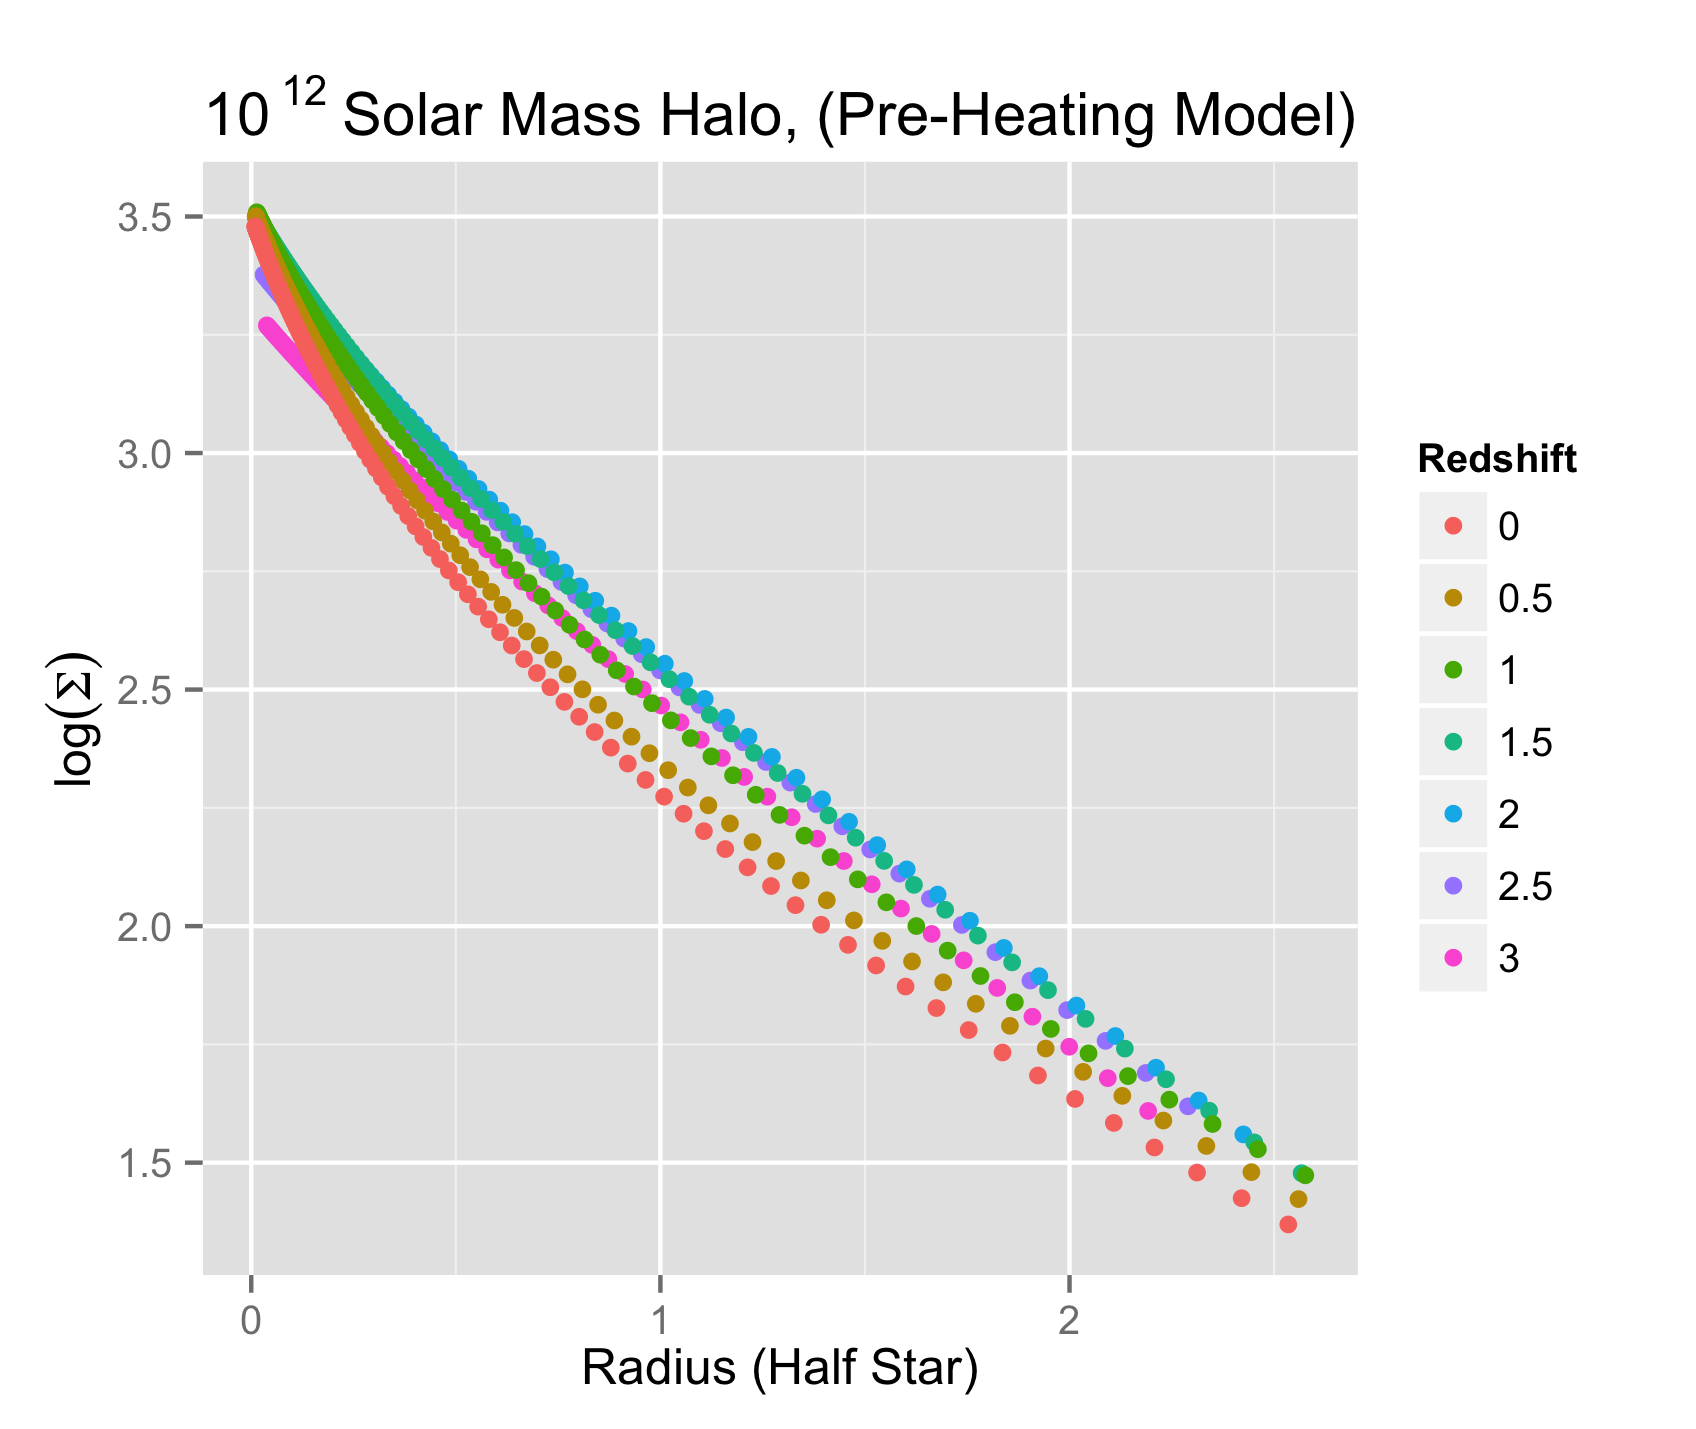 10 12 Solar Mass Halo, (Pre-Heating Model)
3.5
3.0
2.5
2.0
1.5
log(Σ)
0 1 2
Radius (Half Star)
Redshift
0
0.5
1
1.5
2
2.5
3